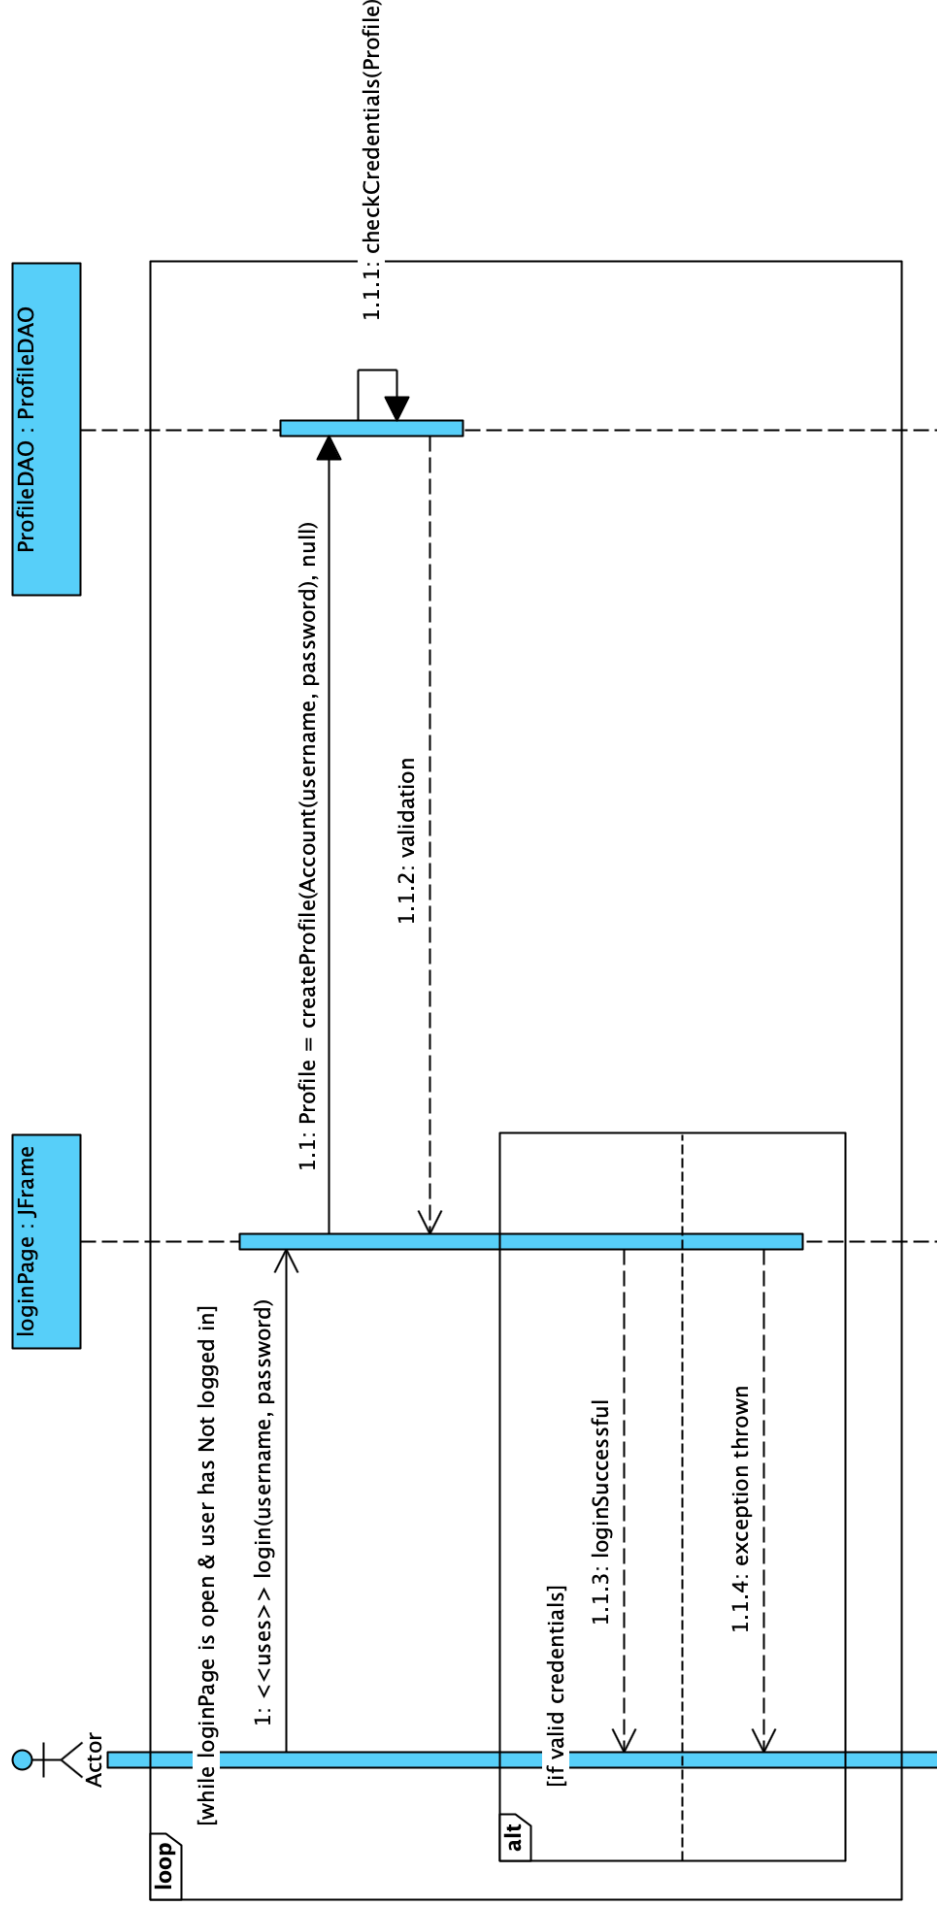 Actor
loginPage : JFrame
ProfileDAO : ProfileDAO
loop
[while loginPage is open & user has Not logged in]
1: <<uses>> login(username, password)
1.1: Profile = createProfile(Account(username, password), null)
1.1.1: checkCredentials(Profile)
1.1.2: validation
alt
[if valid credentials]
1.1.3: loginSuccessful
1.1.4: exception thrown